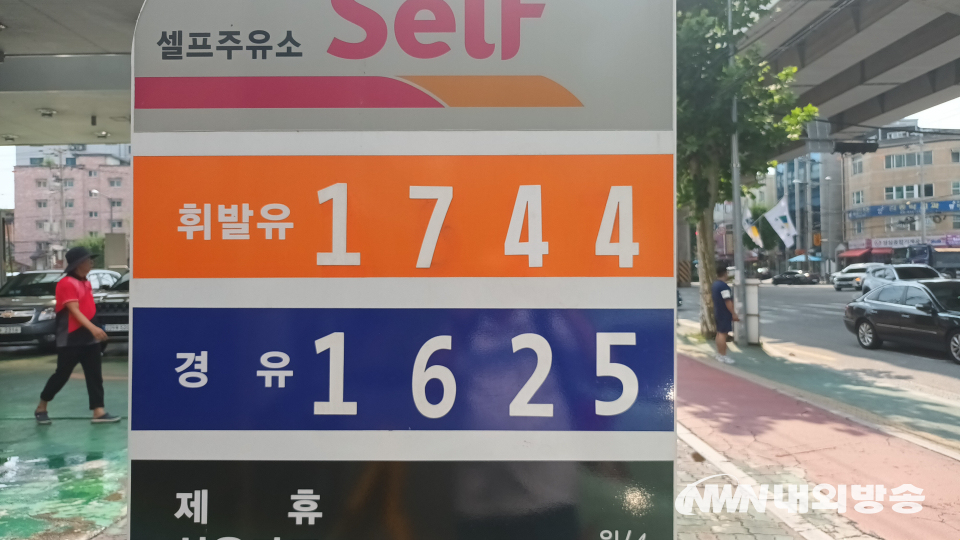 셀프주유소 Self
휘발유 1744
경유 1625
제휴
NWN내외방송